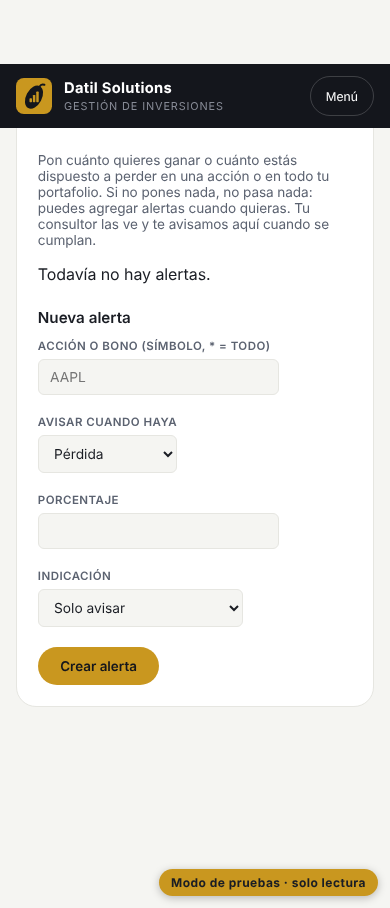 Datil Solutions
GESTIÓN DE INVERSIONES
Menú
Pon cuánto quieres ganar o cuánto estás
dispuesto a perder en una acción o en todo tu
portafolio. Si no pones nada, no pasa nada:
puedes agregar alertas cuando quieras. Tu
consultor las ve y te avisamos aquí cuando se
cumplan.
Todavía no hay alertas.
Nueva alerta
ACCIÓN O BONO (SÍMBOLO, * = TODO)
AAPL
AVISAR CUANDO HAYA
Pérdida
PORCENTAJE
INDICACIÓN
Solo avisar
Crear alerta
Modo de pruebas · solo lectura